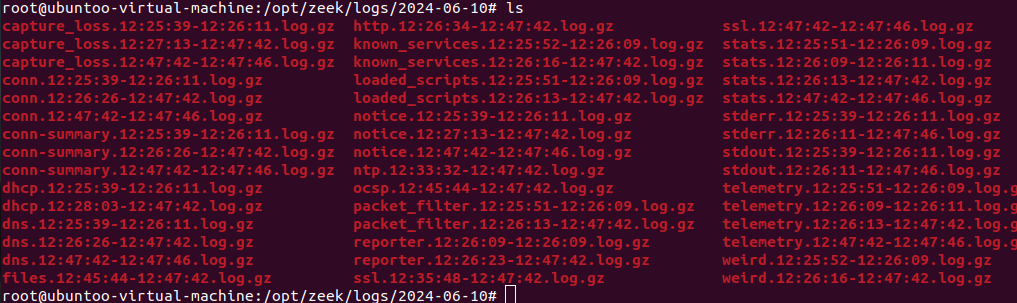 root@ubuntoo-virtual-machine:/opt/zeek/logs/2024-06-10# ls
capture_loss.12:25:39-12:26:11.log.gz http.12:26:34-12:47:42.log.gz ssl.12:47:42-12:47:46.log.gz
capture_loss.12:27:13-12:47:42.log.gz known_services.12:25:52-12:26:09.log.gz stats.12:25:51-12:26:09.log.gz
capture_loss.12:47:42-12:47:46.log.gz known_services.12:26:16-12:47:42.log.gz stats.12:26:09-12:26:11.log.gz
conn.12:25:39-12:26:11.log.gz loaded_scripts.12:25:51-12:26:09.log.gz stats.12:26:13-12:47:42.log.gz
conn.12:26:26-12:47:42.log.gz loaded_scripts.12:26:13-12:47:42.log.gz stats.12:47:42-12:47:46.log.gz
conn.12:47:42-12:47:46.log.gz notice.12:25:39-12:26:11.log.gz stderr.12:25:39-12:26:11.log.gz
conn-summary.12:25:39-12:26:11.log.gz notice.12:27:13-12:47:42.log.gz stderr.12:26:11-12:47:46.log.gz
conn-summary.12:26:26-12:47:42.log.gz notice.12:47:42-12:47:46.log.gz stdout.12:25:39-12:26:11.log.gz
conn-summary.12:47:42-12:47:46.log.gz ntp.12:33:32-12:47:42.log.gz stdout.12:26:11-12:47:46.log.gz
dhcp.12:25:39-12:26:11.log.gz ocsp.12:45:44-12:47:42.log.gz telemetry.12:25:51-12:26:09.log.g
dhcp.12:28:03-12:47:42.log.gz packet_filter.12:25:51-12:26:09.log.gz telemetry.12:26:09-12:26:11.log.g
dns.12:25:39-12:26:11.log.gz packet_filter.12:26:13-12:47:42.log.gz telemetry.12:26:13-12:47:42.log.g
dns.12:26:26-12:47:42.log.gz reporter.12:26:09-12:26:09.log.gz telemetry.12:47:42-12:47:46.log.g
dns.12:47:42-12:47:46.log.gz reporter.12:26:23-12:47:42.log.gz weird.12:25:52-12:26:09.log.gz
files.12:45:44-12:47:42.log.gz ssl.12:35:48-12:47:42.log.gz weird.12:26:16-12:47:42.log.gz
root@ubuntoo-virtual-machine:/opt/zeek/logs/2024-06-10#